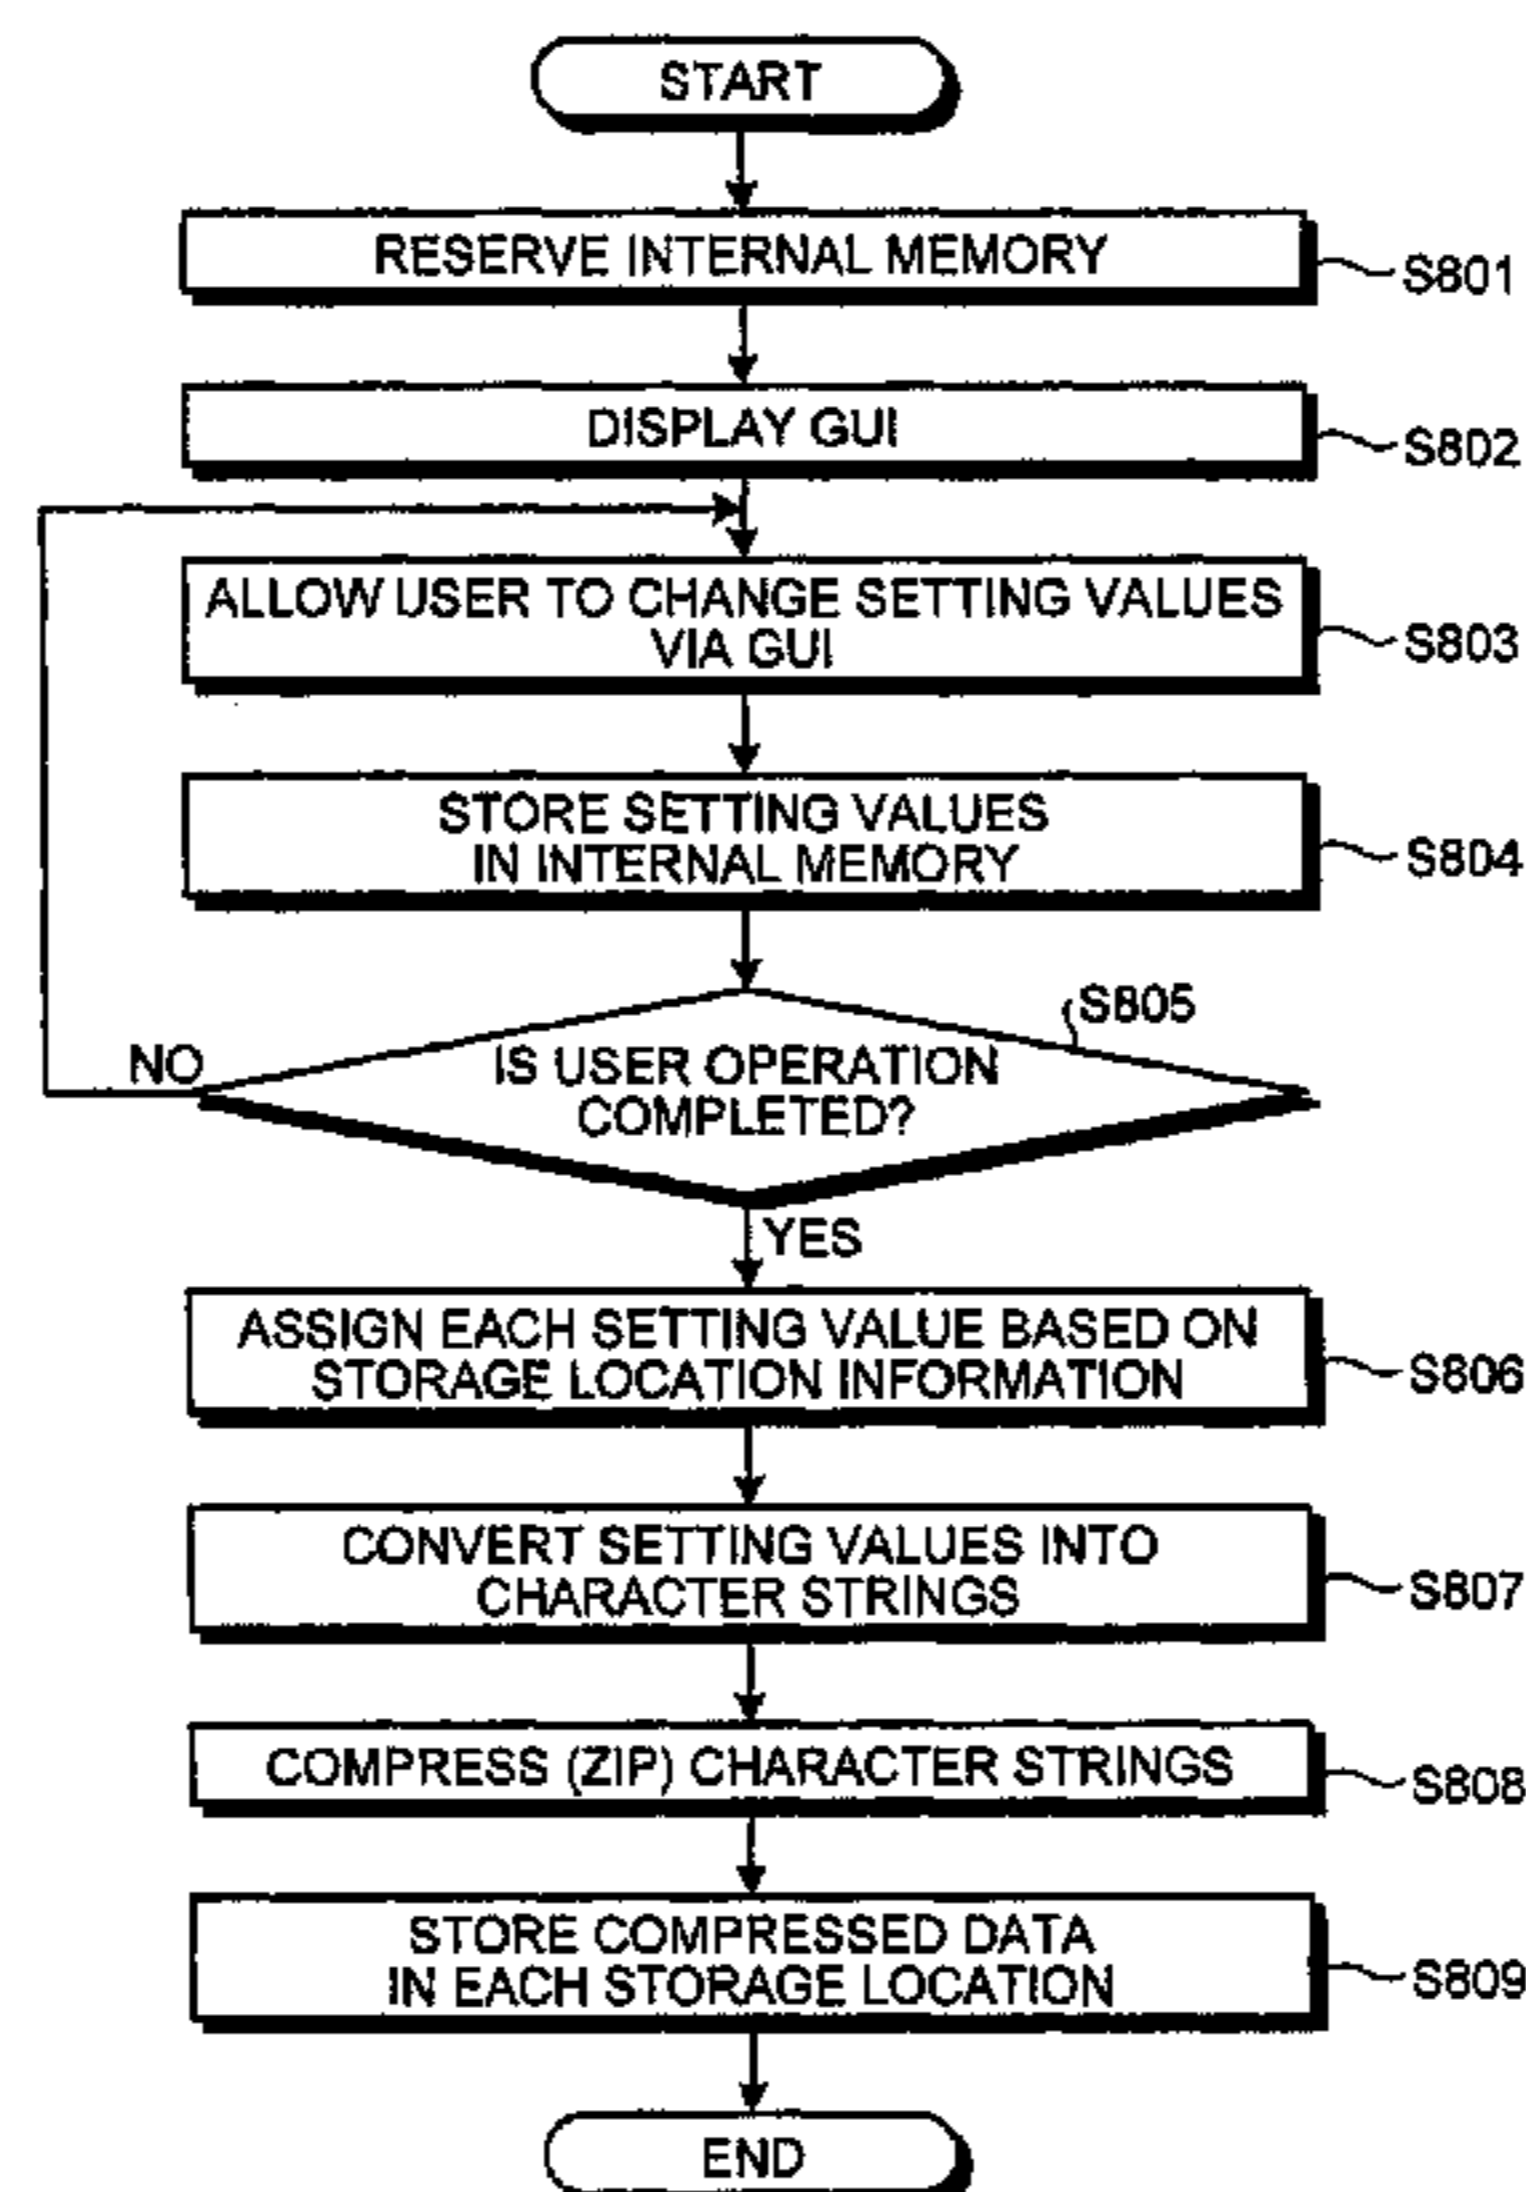 START
RESERVE INTERNAL MEMORY
S801
DISPLAY GUI
S802
ALLOW USER TO CHANGE SETTING VALUES
VIA GUI
S803
STORE SETTING VALUES
IN INTERNAL MEMORY
S804
S805
NO
IS USER OPERATION
COMPLETED?
YES
ASSIGN EACH SETTING VALUE BASED ON
STORAGE LOCATION INFORMATION
S806
CONVERT SETTING VALUES INTO
CHARACTER STRINGS
S807
COMPRESS (ZIP) CHARACTER STRINGS
S808
STORE COMPRESSED DATA
IN EACH STORAGE LOCATION
S809
END